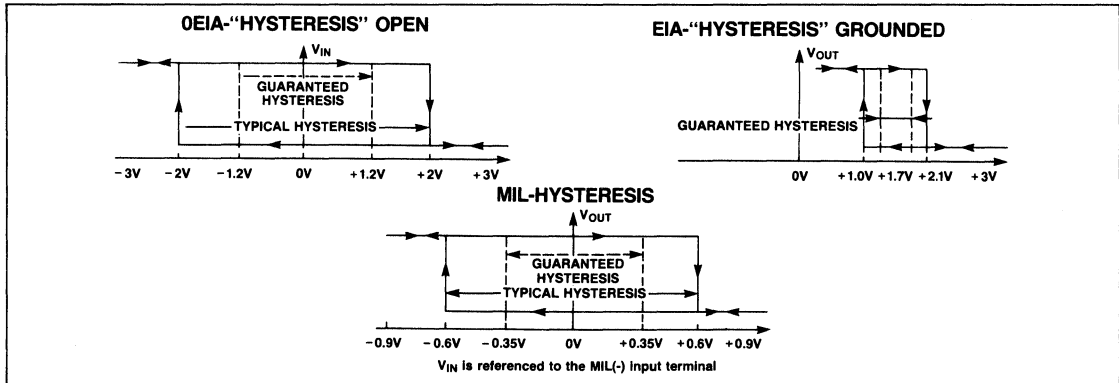 0EIA-“HYSTERESIS” OPEN
VIN
GUARANTEED
HYSTERESIS
TYPICAL HYSTERESIS
−3V −2V −1.2V 0V +1.2V +2V +3V
EIA-“HYSTERESIS” GROUNDED
VOUT
GUARANTEED HYSTERESIS
0V +1.0V +1.7V +2.1V +3V
MIL-HYSTERESIS
VOUT
GUARANTEED
HYSTERESIS
TYPICAL HYSTERESIS
−0.9V −0.6V −0.35V 0V +0.35V +0.6V +0.9V
VIN is referenced to the MIL(-) Input terminal